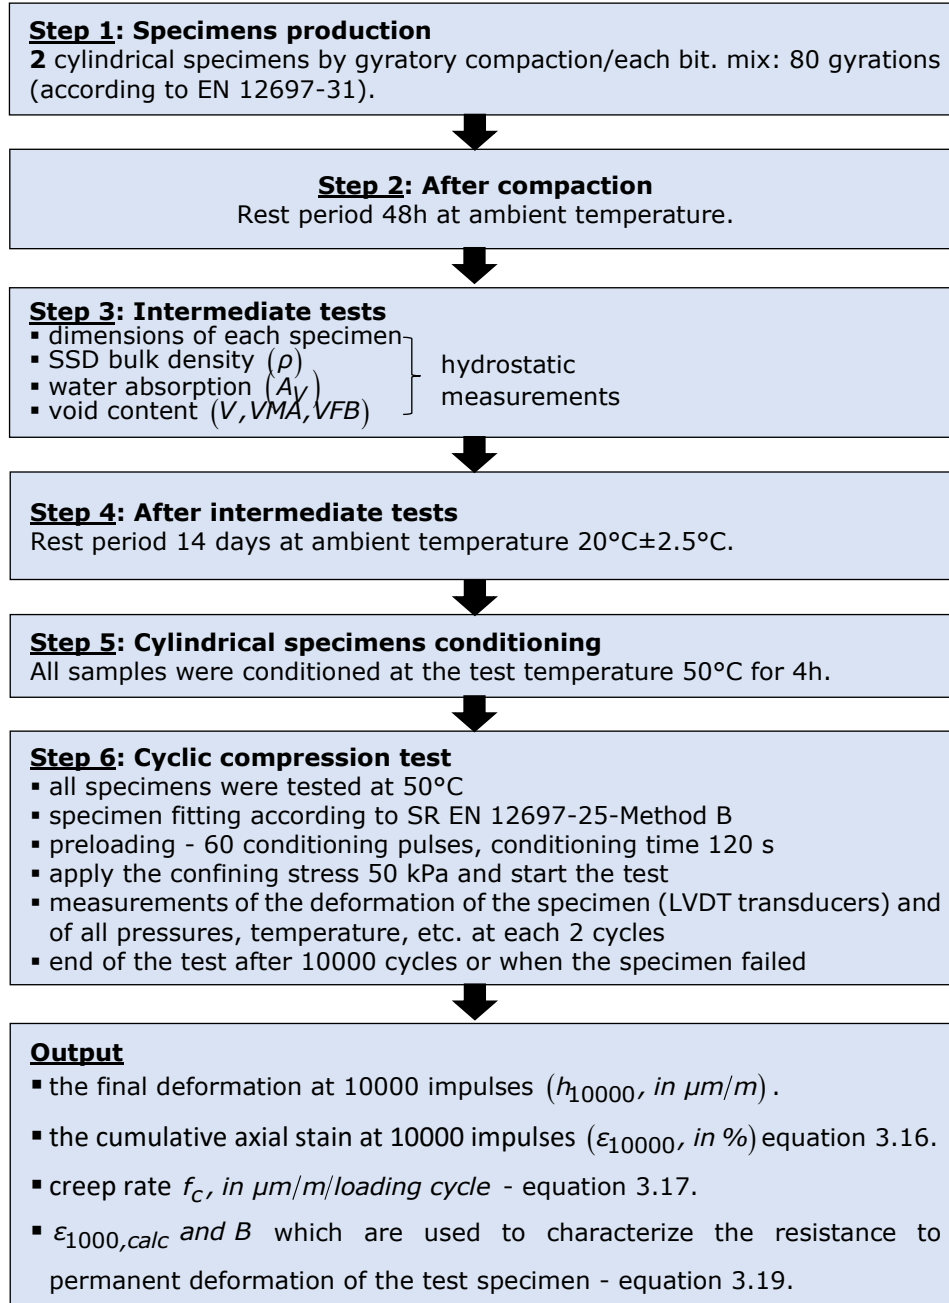 Step 1: Specimens production
2 cylindrical specimens by gyratory compaction/each bit. mix: 80 gyrations
(according to EN 12697-31).
Step 2: After compaction
Rest period 48h at ambient temperature.
Step 3: Intermediate tests
▪ dimensions of each specimen
▪ SSD bulk density (ρ)
▪ water absorption (A_V)
▪ void content (V,VMA,VFB)
hydrostatic
measurements
Step 4: After intermediate tests
Rest period 14 days at ambient temperature 20°C±2.5°C.
Step 5: Cylindrical specimens conditioning
All samples were conditioned at the test temperature 50°C for 4h.
Step 6: Cyclic compression test
▪ all specimens were tested at 50°C
▪ specimen fitting according to SR EN 12697-25-Method B
▪ preloading - 60 conditioning pulses, conditioning time 120 s
▪ apply the confining stress 50 kPa and start the test
▪ measurements of the deformation of the specimen (LVDT transducers) and
of all pressures, temperature, etc. at each 2 cycles
▪ end of the test after 10000 cycles or when the specimen failed
Output
▪ the final deformation at 10000 impulses (h_10000, in μm/m).
▪ the cumulative axial stain at 10000 impulses (ε_10000, in %) equation 3.16.
▪ creep rate f_c, in μm/m/loading cycle - equation 3.17.
▪ ε_1000,calc and B which are used to characterize the resistance to
permanent deformation of the test specimen - equation 3.19.